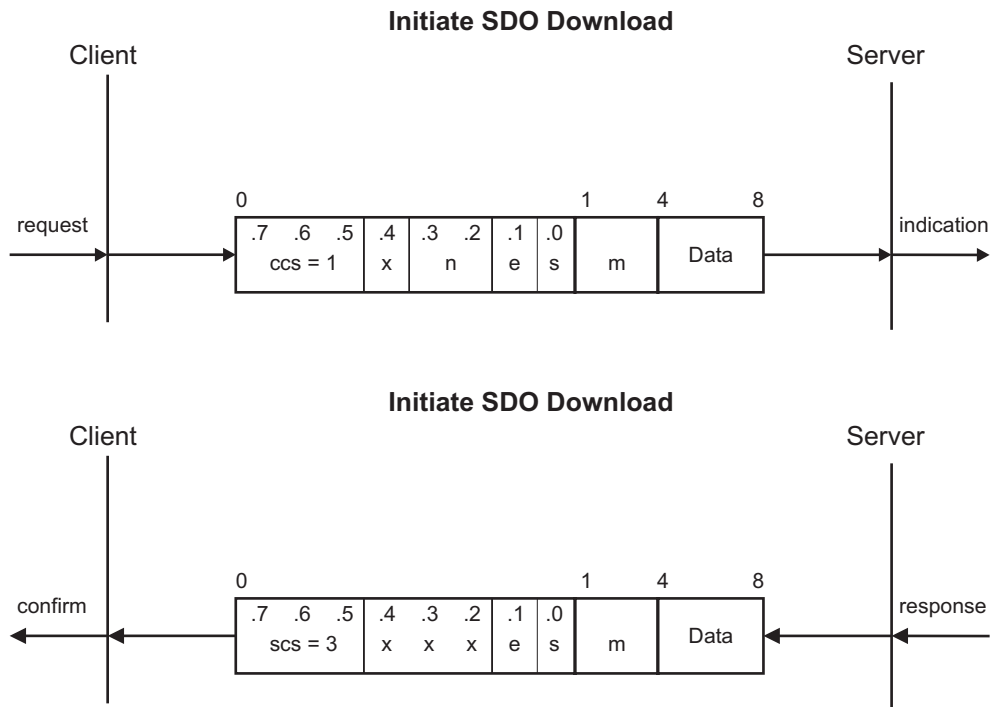 Initiate SDO Download
Client Server
0 1 4 8
request indication
.7 .6 .5 .4 .3 .2 .1 .0
ccs = 1 x n e s m Data
Initiate SDO Download
Client Server
0 1 4 8
confirm response
.7 .6 .5 .4 .3 .2 .1 .0
scs = 3 x x x e s m Data